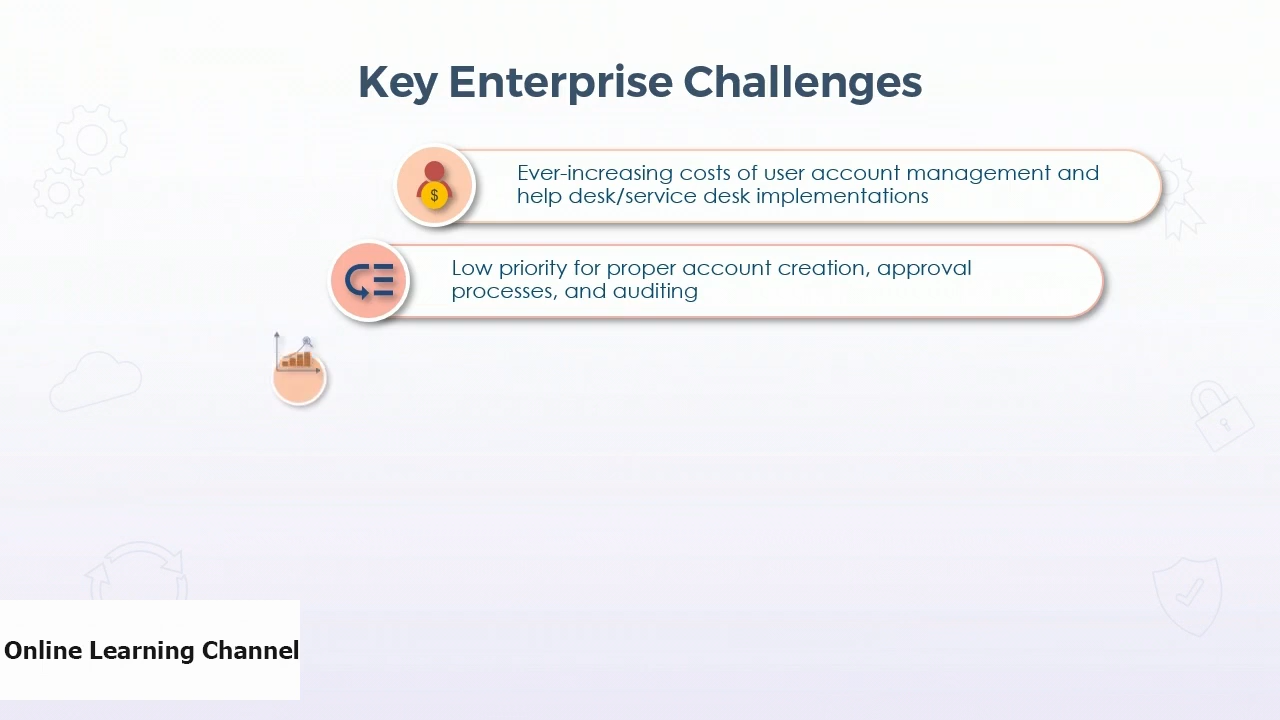 Key Enterprise Challenges
$
Ever-increasing costs of user account management and
help desk/service desk implementations
Low priority for proper account creation, approval
processes, and auditing
Online Learning Channel